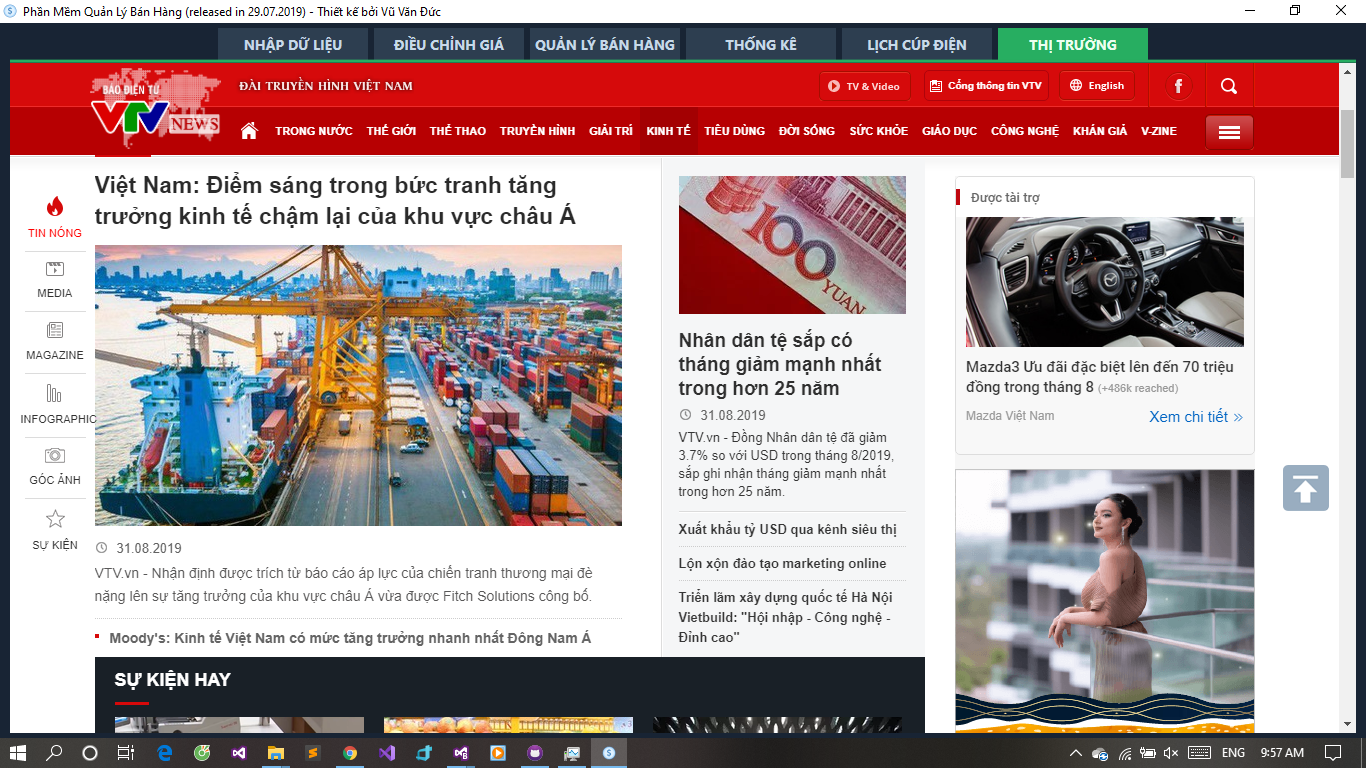 Phần Mềm Quản Lý Bán Hàng (released in 29.07.2019) - Thiết kế bởi Vũ Văn Đức
NHẬP DỮ LIỆU
ĐIỀU CHỈNH GIÁ
QUẢN LÝ BÁN HÀNG
THỐNG KÊ
LỊCH CÚP ĐIỆN
THỊ TRƯỜNG
BÁO ĐIỆN TỬ
VTV
NEWS
ĐÀI TRUYỀN HÌNH VIỆT NAM
TV & Video
Cổng thông tin VTV
English
f
TRONG NƯỚC
THẾ GIỚI
THỂ THAO
TRUYỀN HÌNH
GIẢI TRÍ
KINH TẾ
TIÊU DÙNG
ĐỜI SỐNG
SỨC KHỎE
GIÁO DỤC
CÔNG NGHỆ
KHÁN GIẢ
V-ZINE
TIN NÓNG
MEDIA
MAGAZINE
INFOGRAPHIC
GÓC ẢNH
SỰ KIỆN
Việt Nam: Điểm sáng trong bức tranh tăng
trưởng kinh tế chậm lại của khu vực châu Á
31.08.2019
VTV.vn - Nhận định được trích từ báo cáo áp lực của chiến tranh thương mại đè
nặng lên sự tăng trưởng của khu vực châu Á vừa được Fitch Solutions công bố.
Moody's: Kinh tế Việt Nam có mức tăng trưởng nhanh nhất Đông Nam Á
SỰ KIỆN HAY
100
YUAN
Nhân dân tệ sắp có
tháng giảm mạnh nhất
trong hơn 25 năm
31.08.2019
VTV.vn - Đồng Nhân dân tệ đã giảm
3.7% so với USD trong tháng 8/2019,
sắp ghi nhận tháng giảm mạnh nhất
trong hơn 25 năm.
Xuất khẩu tỷ USD qua kênh siêu thị
Lộn xộn đào tạo marketing online
Triển lãm xây dựng quốc tế Hà Nội
Vietbuild: "Hội nhập - Công nghệ -
Đỉnh cao"
Được tài trợ
Mazda3 Ưu đãi đặc biệt lên đến 70 triệu
đồng trong tháng 8 (+486k reached)
Mazda Việt Nam
Xem chi tiết »
ENG
9:57 AM